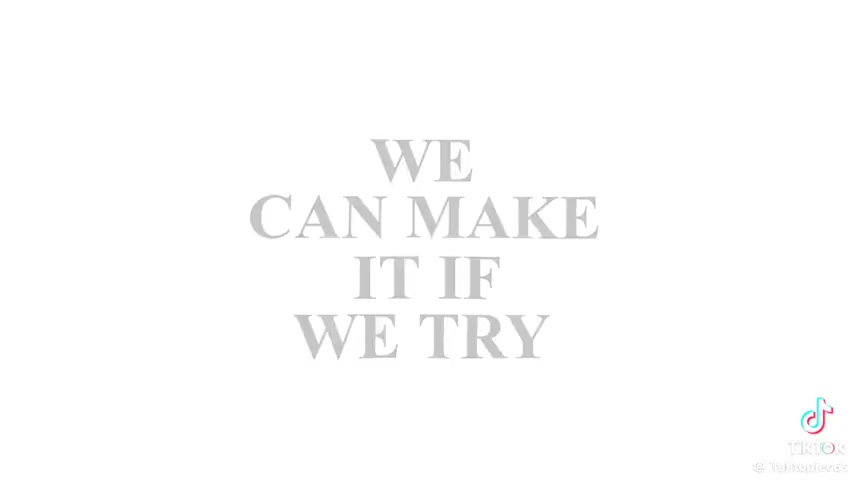 WE
CAN MAKE
IT IF
WE TRY
TikTok